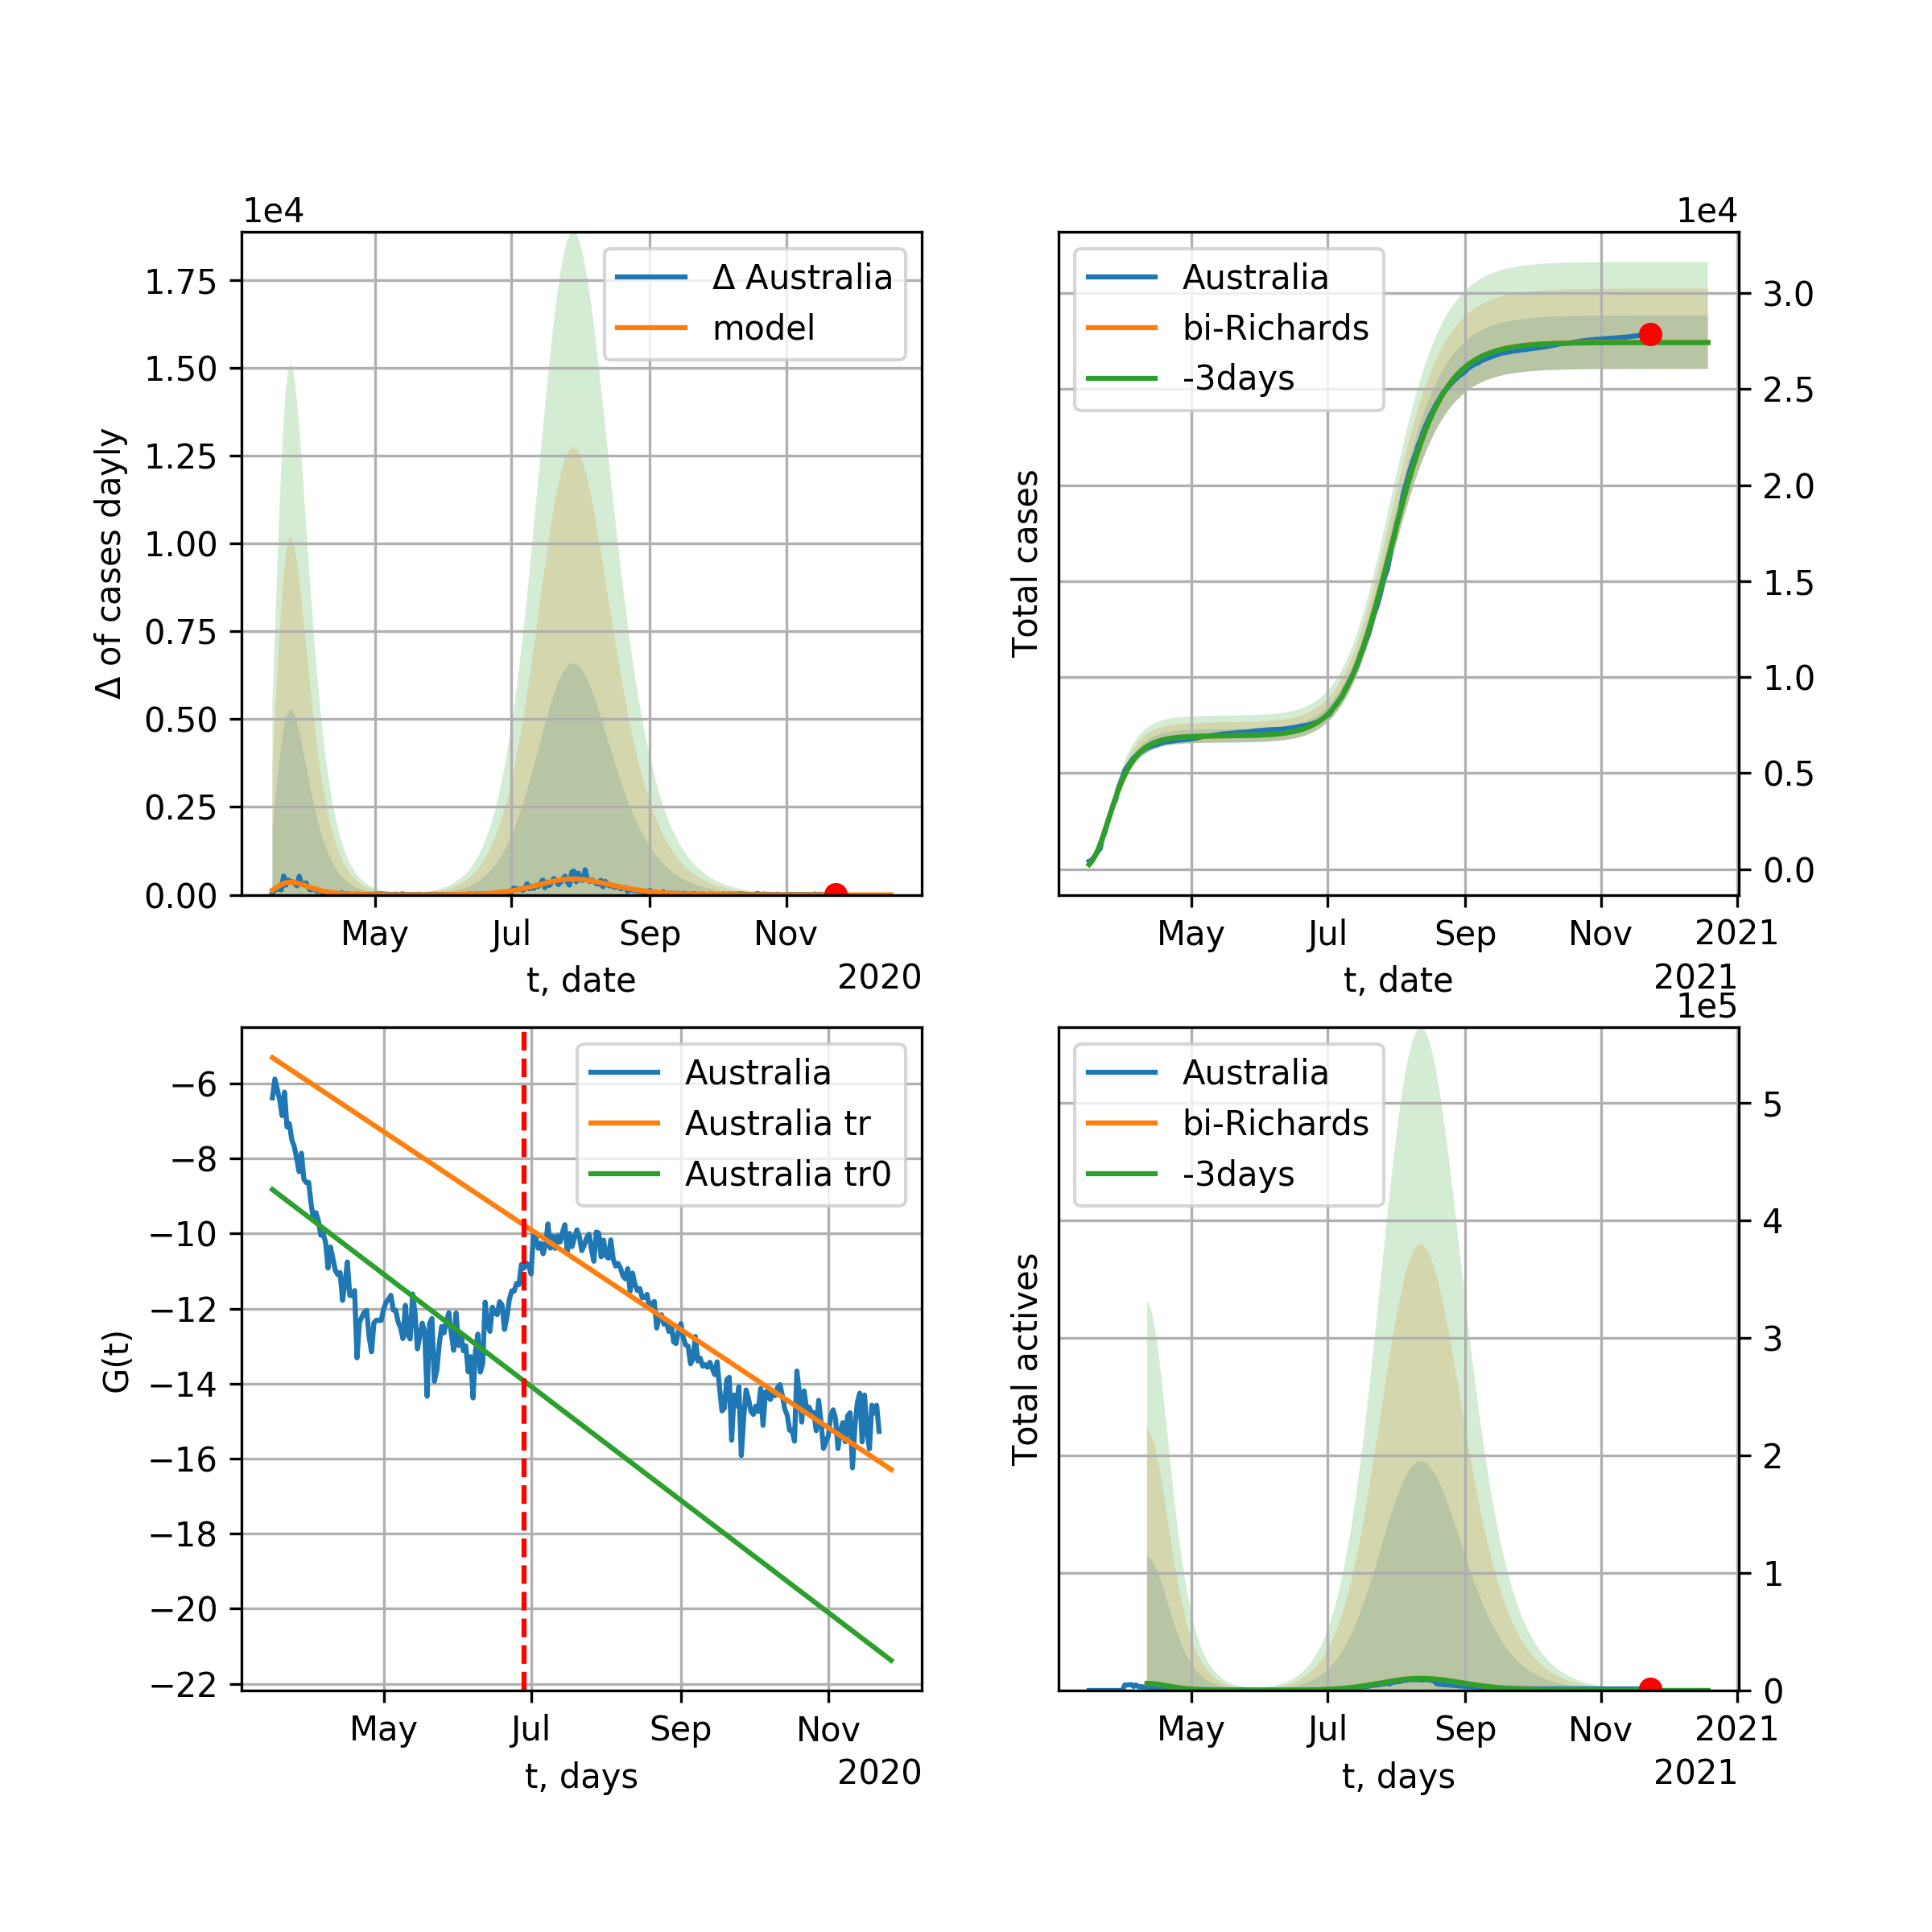 1e4
Δ of cases dayly
1.75
1.50
1.25
1.00
0.75
0.50
0.25
0.00
Δ Australia
model
May Jul Sep Nov
t, date
2020
1e4
Total cases
Australia
bi-Richards
-3days
3.0
2.5
2.0
1.5
1.0
0.5
0.0
May Jul Sep Nov 2021
t, date
2021
G(t)
−6
−8
−10
−12
−14
−16
−18
−20
−22
Australia
Australia tr
Australia tr0
May Jul Sep Nov
2020
t, days
1e5
Total actives
Australia
bi-Richards
-3days
5
4
3
2
1
0
May Jul Sep Nov 2021
2021
t, days